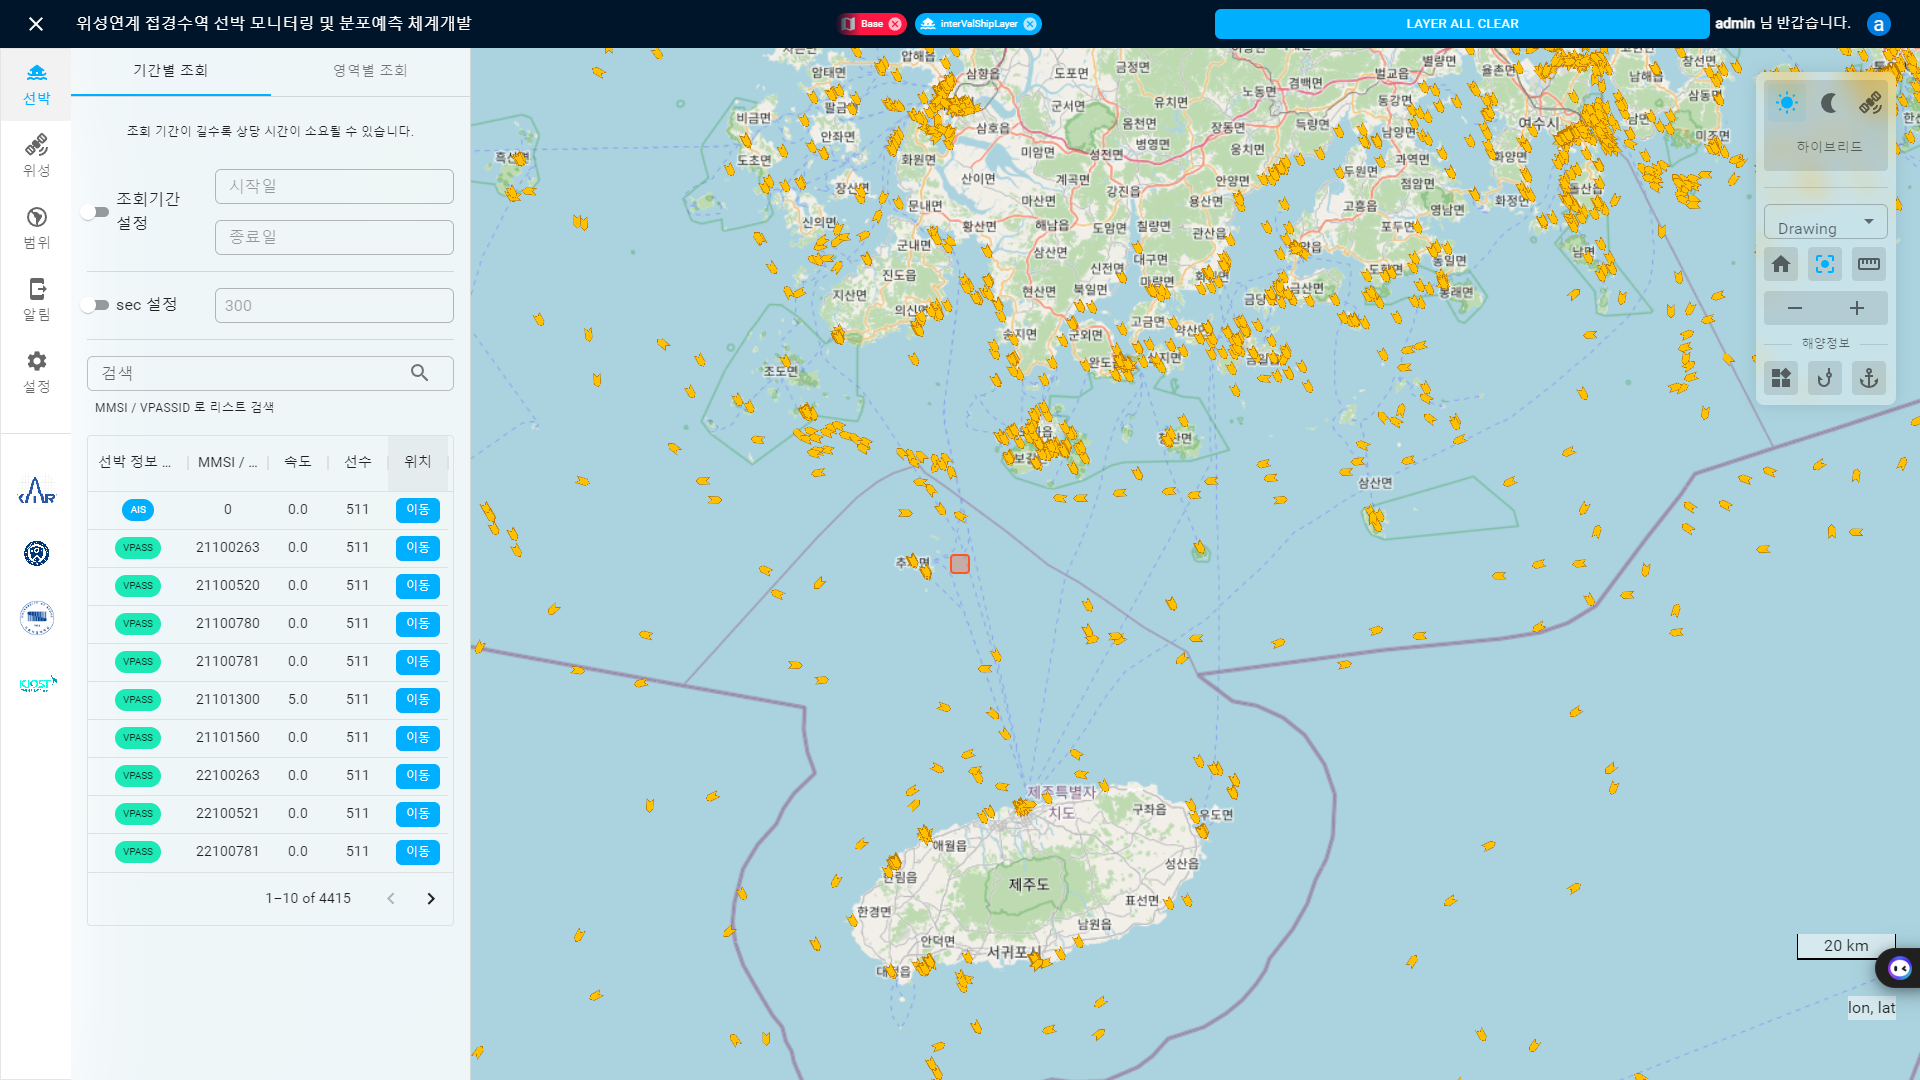 위성연계 접경수역 선박 모니터링 및 분포예측 체계개발
Base
interValShipLayer
LAYER ALL CLEAR
admin 님 반갑습니다.
a
선박
위성
범위
알림
설정
KIOST
기간별 조회
영역별 조회
조회 기간이 길수록 상당 시간이 소요될 수 있습니다.
조회기간 설정
시작일
종료일
sec 설정
300
검색
MMSI / VPASSID 로 리스트 검색
선박 정보 ... MMSI / ... 속도 선수 위치
AIS 0 0.0 511 이동
VPASS 21100263 0.0 511 이동
VPASS 21100520 0.0 511 이동
VPASS 21100780 0.0 511 이동
VPASS 21100781 0.0 511 이동
VPASS 21101300 5.0 511 이동
VPASS 21101560 0.0 511 이동
VPASS 22100263 0.0 511 이동
VPASS 22100521 0.0 511 이동
VPASS 22100781 0.0 511 이동
1–10 of 4415
압해읍
암태면
팔금
비금면
안좌면
도초면
장산면
신의면
삼향읍
도포면
금정면
군서면
유치면
삼호읍
미암면
성전면
병영면
옴천면
장동면
노동면
겸백면
벌교읍
율촌면
별량면
남해읍
창선면
삼동면
미조면
여수시
득량면
동강면
남양면
과역면
화양면
웅치면
화원면
산이면
계곡면
강진읍
안양면
두원면
점암면
문내면
마산면
용산면
고흥읍
영남면
화정면
돌산읍
황산면
해남읍
도암면
칠량면
관산읍
포두면
남면
군내면
삼산면
신전면
대구면
마량면
도양읍
동일면
봉래면
진도읍
지산면
현산면
북일면
금당면
금산면
의신면
송지면
북평면
고금면
약산면
군외면
완도읍
신지면
금일읍
조도면
보길면
청산면
삼산면
추자면
흑산면
제주특별자치도
구좌읍
우도면
애월읍
한림읍
제주도
성산읍
한경면
표선면
남원읍
안덕면
서귀포시
대정읍
하이브리드
Drawing
해양정보
20 km
lon, lat